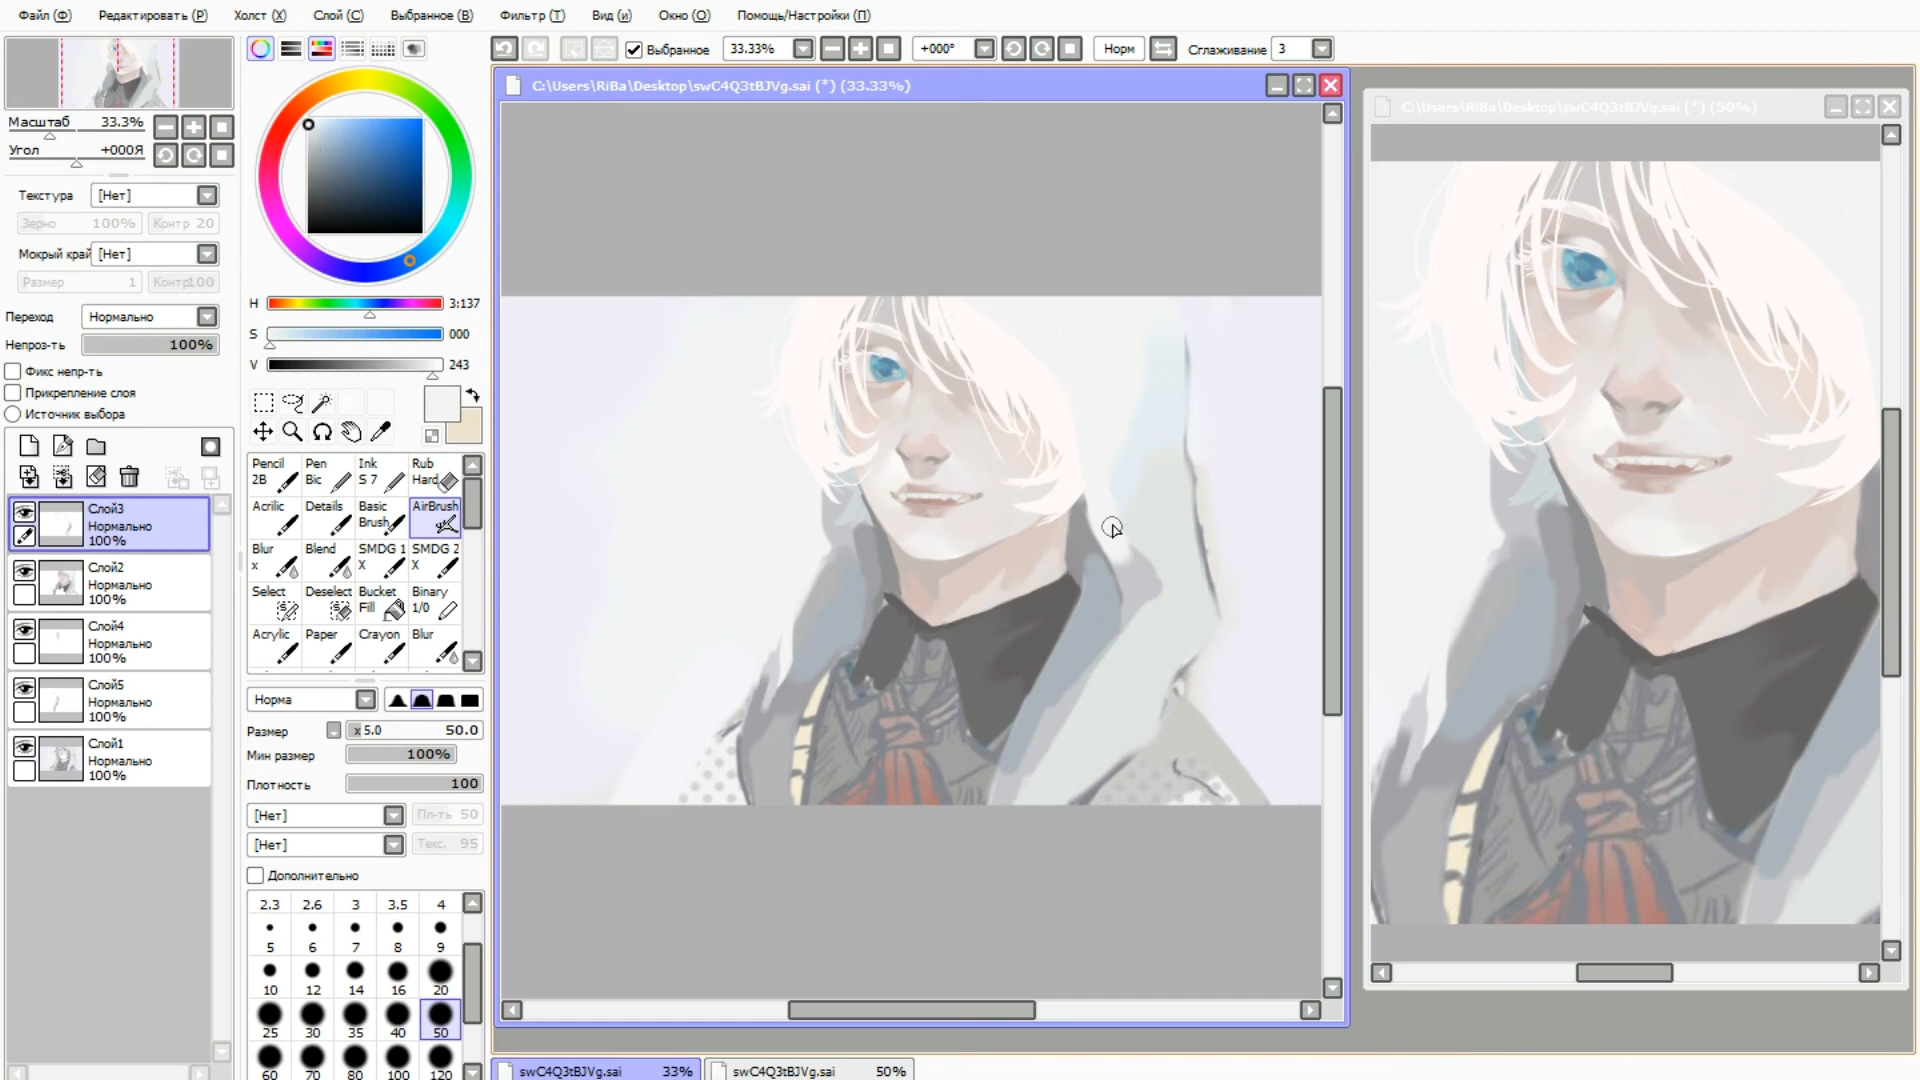 Файл (Ф) Редактировать (Р) Холст (Х) Слой (С) Выбранное (В) Фильтр (Т) Вид (и) Окно (О) Помощь/Настройки (П)
Выбранное 33.33% +000° Норм Сглаживание 3
C:\Users\RiBa\Desktop\swC4Q3tBJVg.sai (*) (33.33%)
C:\Users\RiBa\Desktop\swC4Q3tBJVg.sai (*) (50%)
Масштаб 33.3%
Угол +000Я
Текстура [Нет]
Зерно 100% Контр 20
Мокрый край [Нет]
Размер 1 Контр100
Переход Нормально
Непроз-ть 100%
Фикс непр-ть
Прикрепление слоя
Источник выбора
Слой3
Нормально
100%
Слой2
Нормально
100%
Слой4
Нормально
100%
Слой5
Нормально
100%
Слой1
Нормально
100%
H 3:137
S 000
V 243
Pencil 2B Pen Bic Ink S 7 Rub Hard
Acrilic Details Basic Brush AirBrush
Blur x Blend SMDG 1 X SMDG 2 X
Select Deselect Bucket Fill Binary 1/0
Acrylic Paper Crayon Blur
Норма
Размер x 5.0 50.0
Мин размер 100%
Плотность 100
[Нет] Пл-ть 50
[Нет] Текс. 95
Дополнительно
2.3 2.6 3 3.5 4
5 6 7 8 9
10 12 14 16 20
25 30 35 40 50
60 70 80 100 120
swC4Q3tBJVg.sai 33% swC4Q3tBJVg.sai 50%